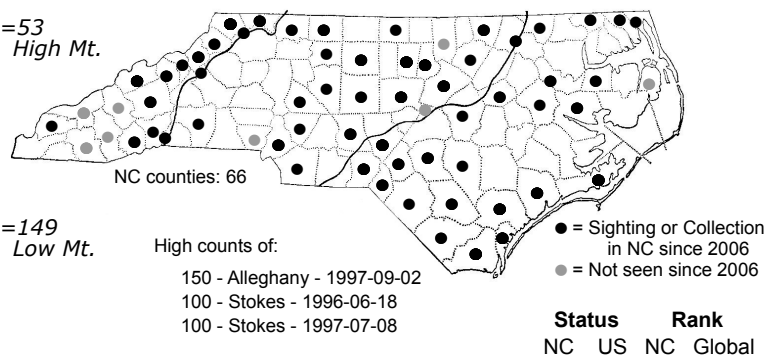 =53
High Mt.
NC counties: 66
=149
Low Mt.
High counts of:
150 - Alleghany - 1997-09-02
100 - Stokes - 1996-06-18
100 - Stokes - 1997-07-08
= Sighting or Collection
in NC since 2006
= Not seen since 2006
Status Rank
NC US NC Global